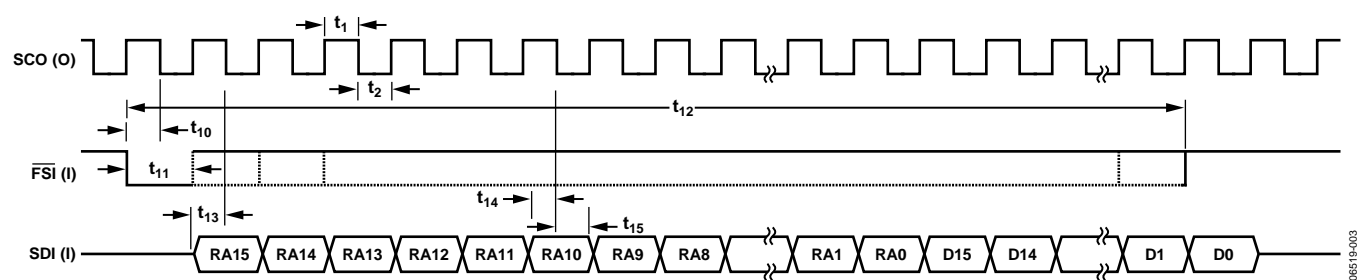 t1
SCO (O)
t2
t12
t10
FSI (I)
t11
t14
t13
t15
SDI (I) RA15 RA14 RA13 RA12 RA11 RA10 RA9 RA8 RA1 RA0 D15 D14 D1 D0
06519-003